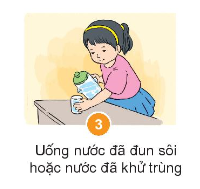 3
Uống nước đã đun sôi
hoặc nước đã khử trùng